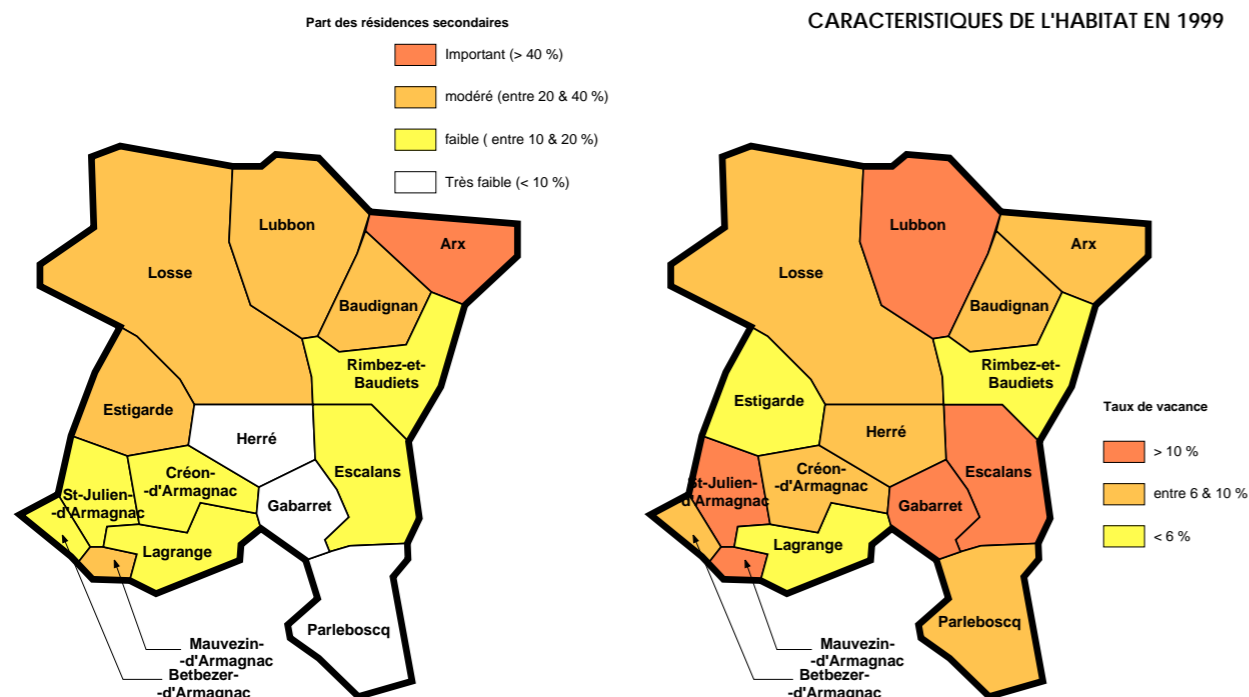 CARACTERISTIQUES DE L'HABITAT EN 1999
Part des résidences secondaires
Important (> 40 %)
modéré (entre 20 & 40 %)
faible ( entre 10 & 20 %)
Très faible (< 10 %)
Lubbon
Arx
Losse
Baudignan
Rimbez-et-
Baudiets
Estigarde
Herré
Escalans
Créon-
-d'Armagnac
St-Julien-
-d'Armagnac
Gabarret
Lagrange
Parleboscq
Mauvezin-
-d'Armagnac
Betbezer-
-d'Armagnac
Lubbon
Arx
Losse
Baudignan
Rimbez-et-
Baudiets
Estigarde
Herré
Escalans
Créon-
-d'Armagnac
St-Julien-
-d'Armagnac
Gabarret
Lagrange
Parleboscq
Mauvezin-
-d'Armagnac
Betbezer-
-d'Armagnac
Taux de vacance
> 10 %
entre 6 & 10 %
< 6 %